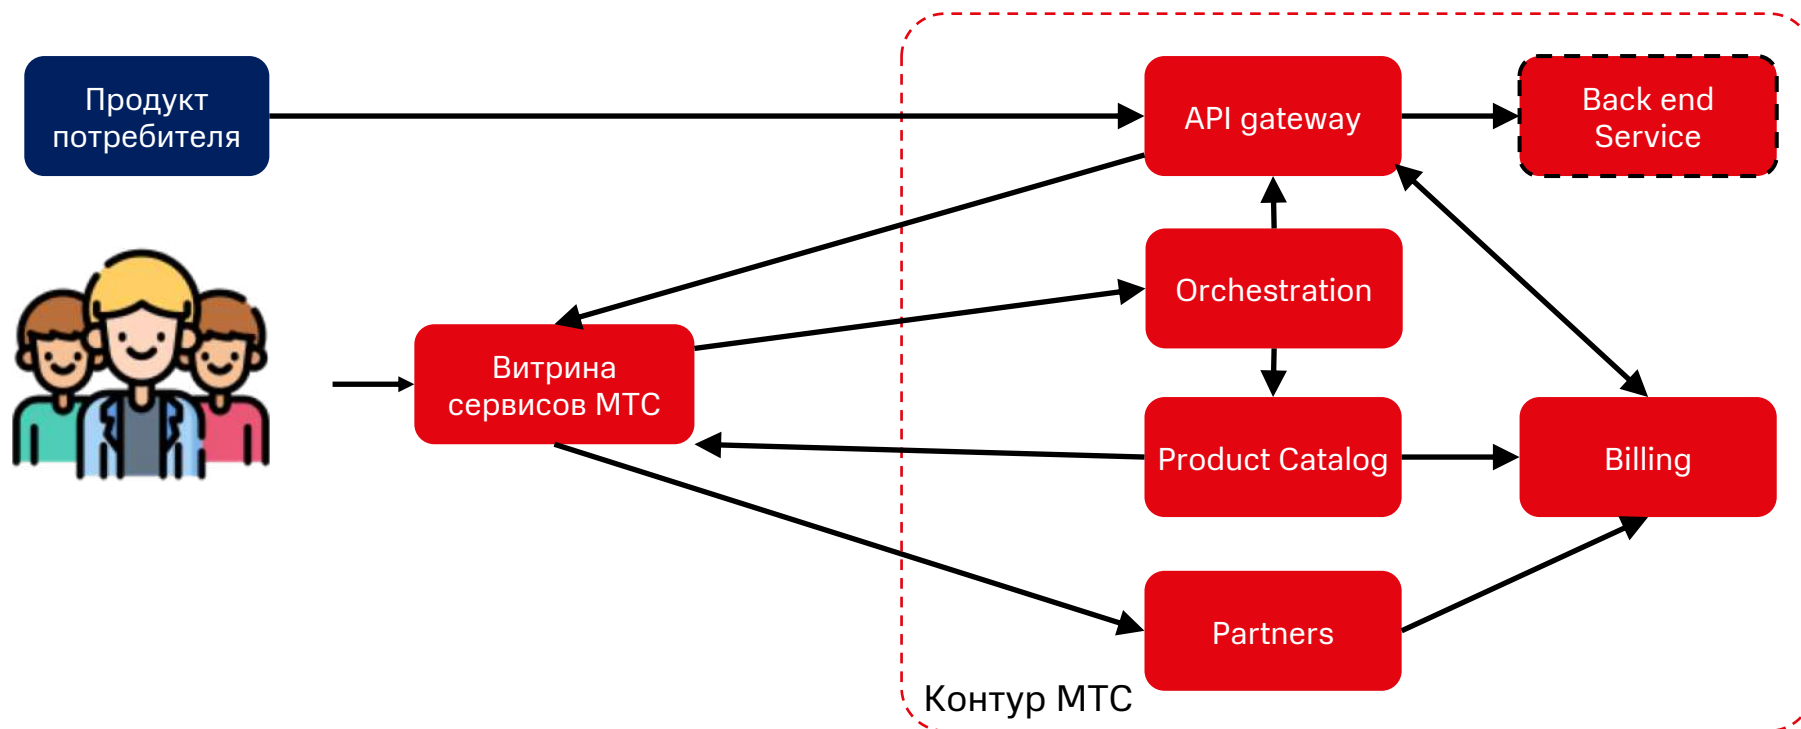 Продукт
потребителя
API gateway
Back end
Service
Orchestration
Витрина
сервисов МТС
Product Catalog
Billing
Partners
Контур МТС